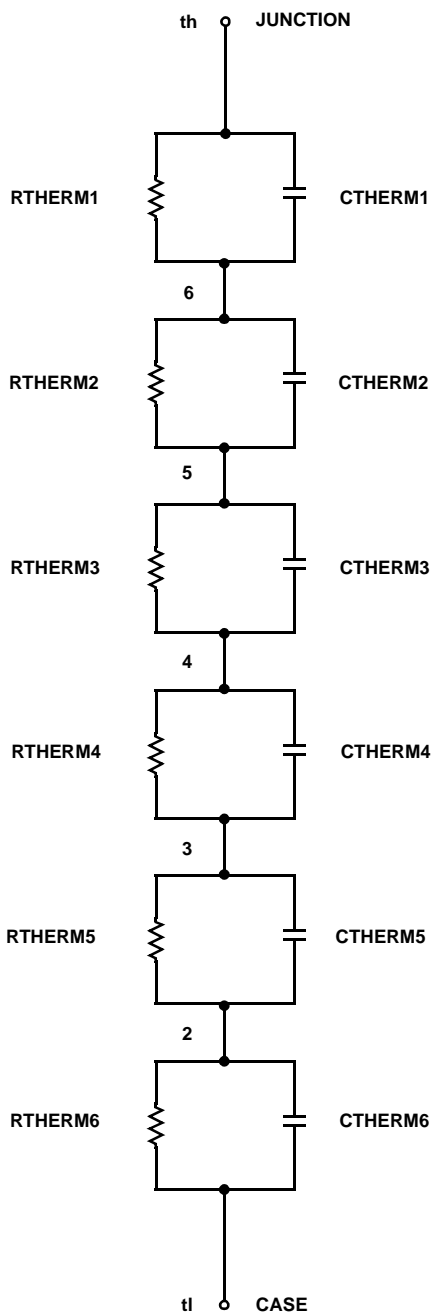 th JUNCTION
RTHERM1 CTHERM1
6
RTHERM2 CTHERM2
5
RTHERM3 CTHERM3
4
RTHERM4 CTHERM4
3
RTHERM5 CTHERM5
2
RTHERM6 CTHERM6
tl CASE